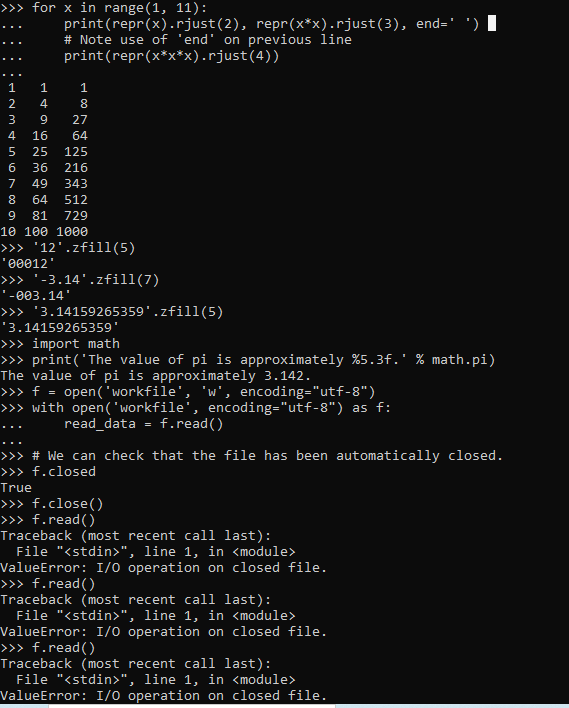 >>> for x in range(1, 11):
...     print(repr(x).rjust(2), repr(x*x).rjust(3), end=' ')
...     # Note use of 'end' on previous line
...     print(repr(x*x*x).rjust(4))
...
 1   1    1
 2   4    8
 3   9   27
 4  16   64
 5  25  125
 6  36  216
 7  49  343
 8  64  512
 9  81  729
10 100 1000
>>> '12'.zfill(5)
'00012'
>>> '-3.14'.zfill(7)
'-003.14'
>>> '3.14159265359'.zfill(5)
'3.14159265359'
>>> import math
>>> print('The value of pi is approximately %5.3f.' % math.pi)
The value of pi is approximately 3.142.
>>> f = open('workfile', 'w', encoding="utf-8")
>>> with open('workfile', encoding="utf-8") as f:
...     read_data = f.read()
...
>>> # We can check that the file has been automatically closed.
>>> f.closed
True
>>> f.close()
>>> f.read()
Traceback (most recent call last):
  File "<stdin>", line 1, in <module>
ValueError: I/O operation on closed file.
>>> f.read()
Traceback (most recent call last):
  File "<stdin>", line 1, in <module>
ValueError: I/O operation on closed file.
>>> f.read()
Traceback (most recent call last):
  File "<stdin>", line 1, in <module>
ValueError: I/O operation on closed file.